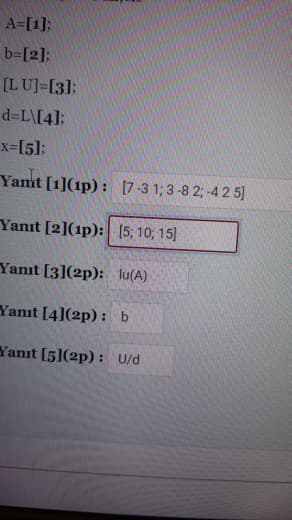 A=[1];
b=[2];
[L U]=[3];
d=L\[4];
x=[5];
Yanıt [1](1p) : [7 -3 1; 3 -8 2; -4 2 5]
Yanıt [2](1p): [5; 10; 15]
Yanıt [3](2p): lu(A)
Yanıt [4](2p) : b
Yanıt [5](2p) : U/d